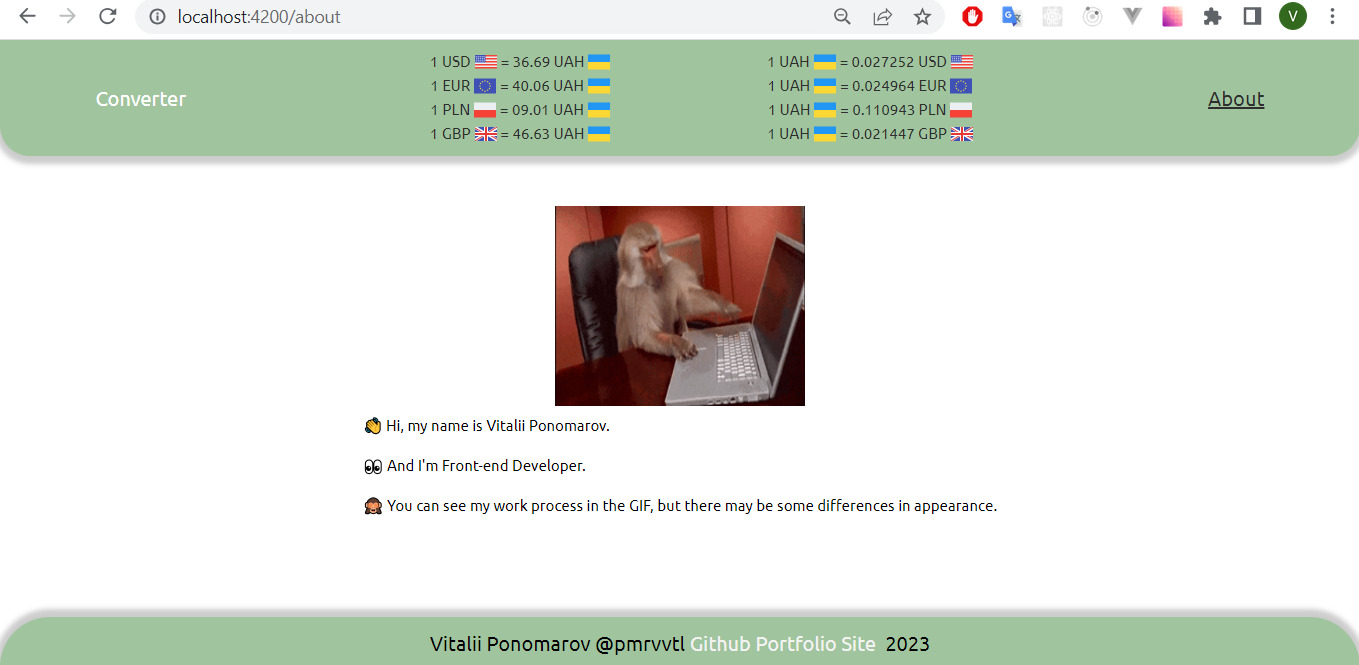 localhost:4200/about
V
Converter
1 USD 🇺🇸 = 36.69 UAH 🇺🇦
1 EUR 🇪🇺 = 40.06 UAH 🇺🇦
1 PLN 🇵🇱 = 09.01 UAH 🇺🇦
1 GBP 🇬🇧 = 46.63 UAH 🇺🇦
1 UAH 🇺🇦 = 0.027252 USD 🇺🇸
1 UAH 🇺🇦 = 0.024964 EUR 🇪🇺
1 UAH 🇺🇦 = 0.110943 PLN 🇵🇱
1 UAH 🇺🇦 = 0.021447 GBP 🇬🇧
About
👋 Hi, my name is Vitalii Ponomarov.
👀 And I'm Front-end Developer.
🙈 You can see my work process in the GIF, but there may be some differences in appearance.
Vitalii Ponomarov @pmrvvtl Github Portfolio Site 2023